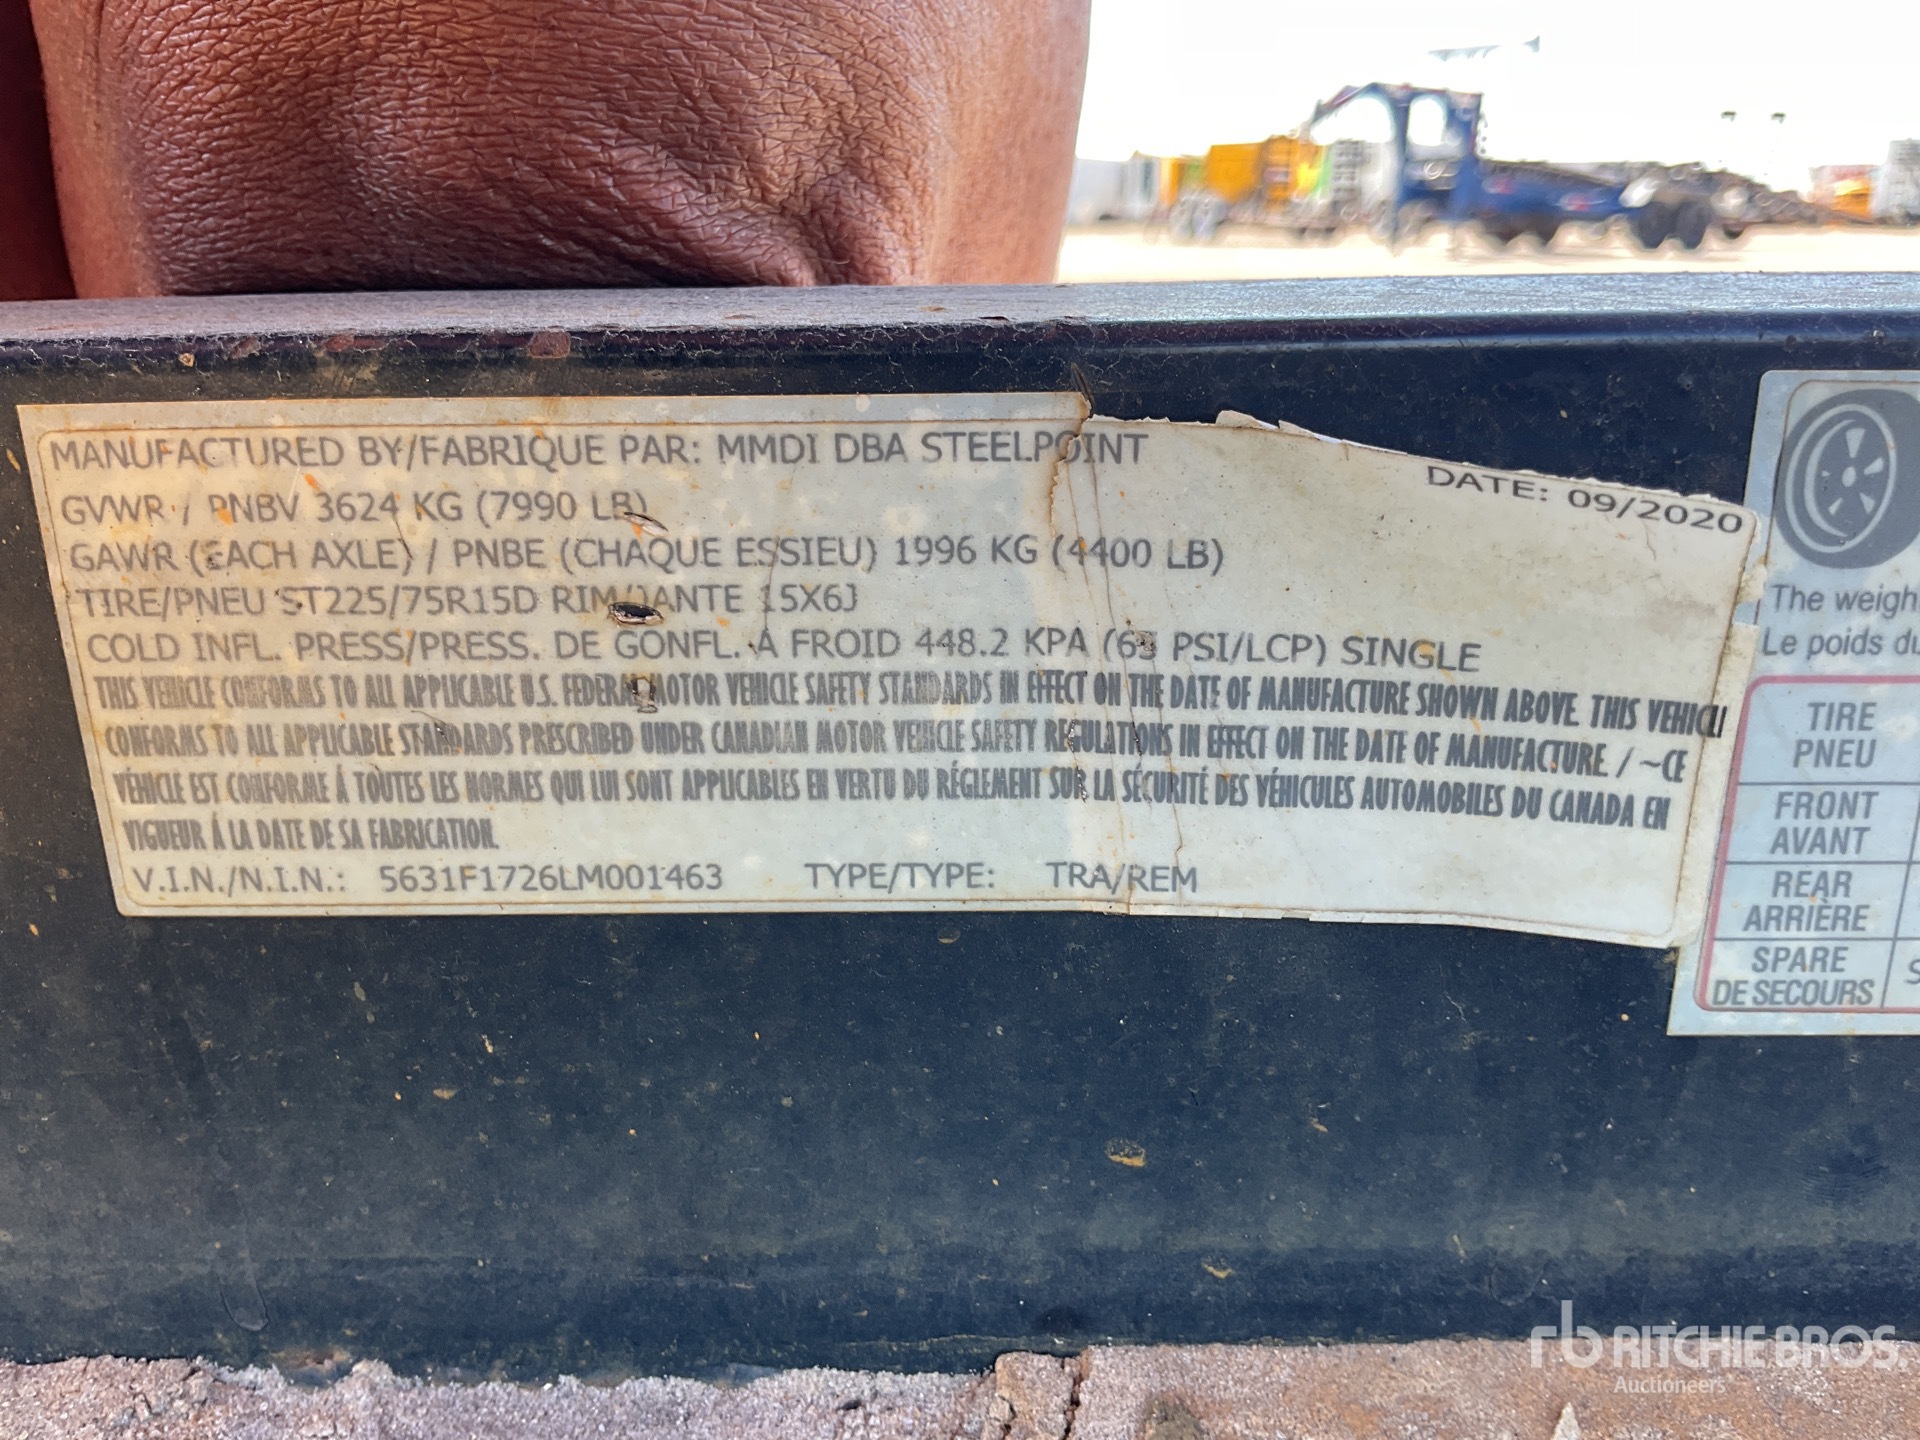 MANUFACTURED BY/FABRIQUE PAR: MMDI DBA STEELPOINT
DATE: 09/2020
GVWR / PNBV 3624 KG (7990 LB)
GAWR (EACH AXLE) / PNBE (CHAQUE ESSIEU) 1996 KG (4400 LB)
TIRE/PNEU ST225/75R15D RIM/JANTE 15X6J
COLD INFL. PRESS/PRESS. DE GONFL. À FROID 448.2 KPA (65 PSI/LCP) SINGLE
THIS VEHICLE CONFORMS TO ALL APPLICABLE U.S. FEDERAL MOTOR VEHICLE SAFETY STANDARDS IN EFFECT ON THE DATE OF MANUFACTURE SHOWN ABOVE. THIS VEHICLE
CONFORMS TO ALL APPLICABLE STANDARDS PRESCRIBED UNDER CANADIAN MOTOR VEHICLE SAFETY REGULATIONS IN EFFECT ON THE DATE OF MANUFACTURE. / ~CE
VÉHICLE EST CONFORME À TOUTES LES NORMES QUI LUI SONT APPLICABLES EN VERTU DU RÉGLEMENT SUR LA SÉCURITÉ DES VÉHICULES AUTOMOBILES DU CANADA EN
VIGUEUR À LA DATE DE SA FABRICATION.
V.I.N./N.I.N.: 5631F1726LM001463 TYPE/TYPE: TRA/REM
The weigh
Le poids du
TIRE
PNEU
FRONT
AVANT
REAR
ARRIÈRE
SPARE
DE SECOURS
rb RITCHIE BROS.
Auctioneers